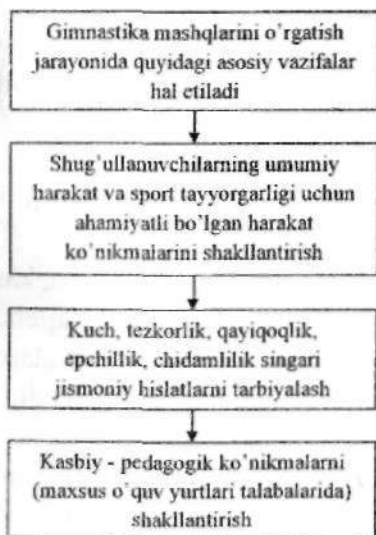 Gimnastika mashqlarini o'rgatish
jarayonida quyidagi asosiy vazifalar
hal etiladi
Shug'ullanuvchilarning umumiy
harakat va sport tayyorgarligi uchun
ahamiyatli bo'lgan harakat
ko'nikmalarini shakllantirish
Kuch, tezkorlik, qayiqoqlik,
epchillik, chidamlilik singari
jismoniy hislatlarni tarbiyalash
Kasbiy - pedagogik ko'nikmalarni
(maxsus o'quv yurtlari talabalarida)
shakllantirish